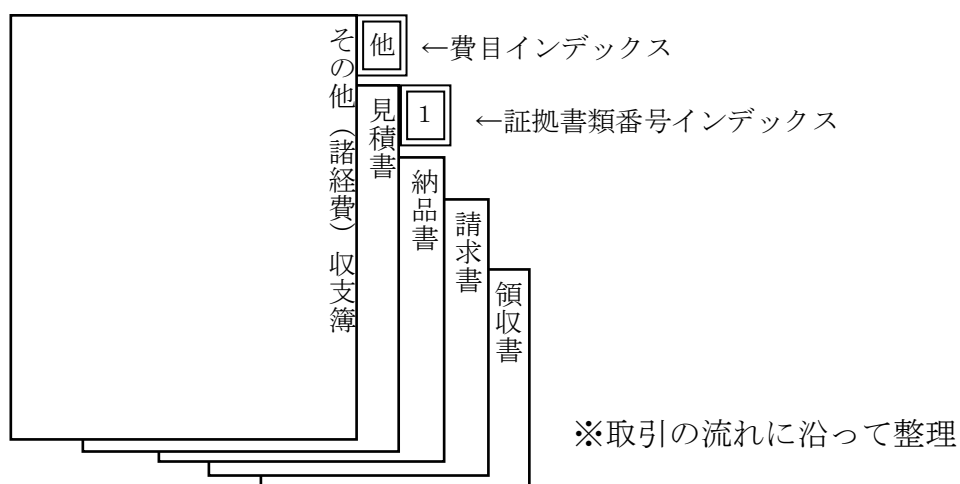 その他（諸経費）収支簿
他
←費目インデックス
見積書
1
←証拠書類番号インデックス
納品書
請求書
領収書
※取引の流れに沿って整理